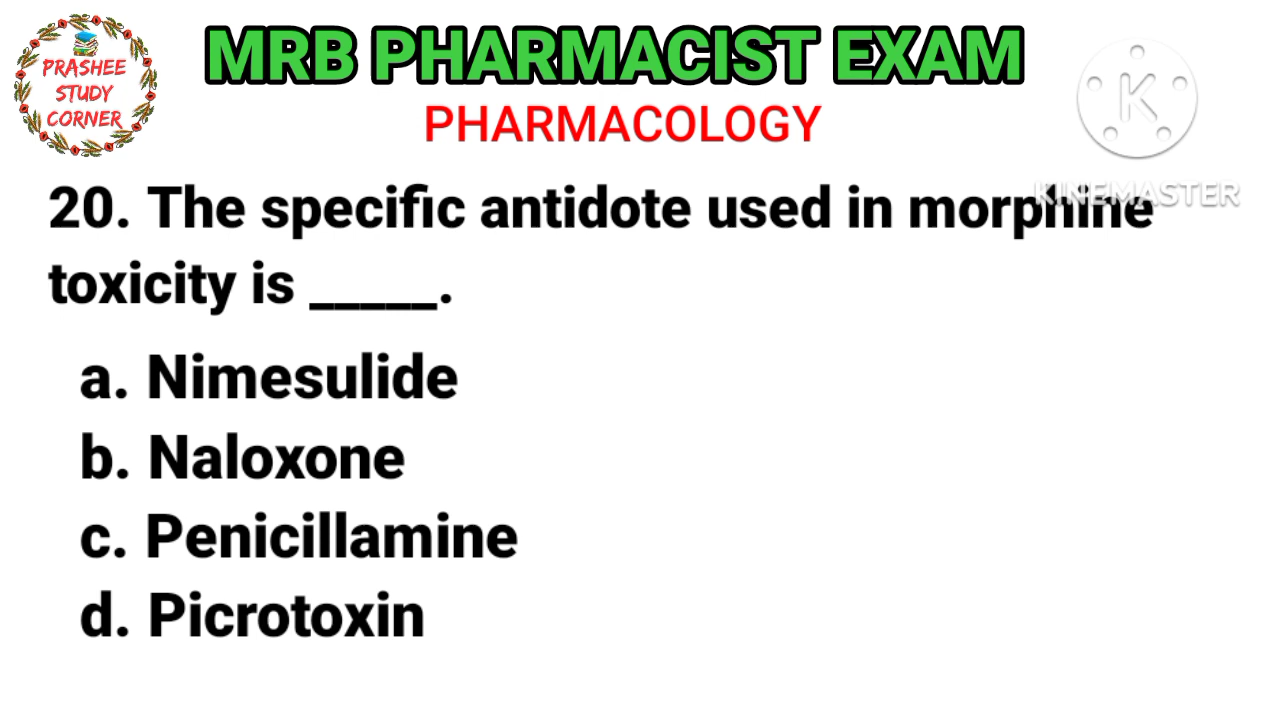 PRASHEE
STUDY
CORNER
MRB PHARMACIST EXAM
PHARMACOLOGY
K
KINEMASTER
20. The specific antidote used in morphine
toxicity is _____.
a. Nimesulide
b. Naloxone
c. Penicillamine
d. Picrotoxin